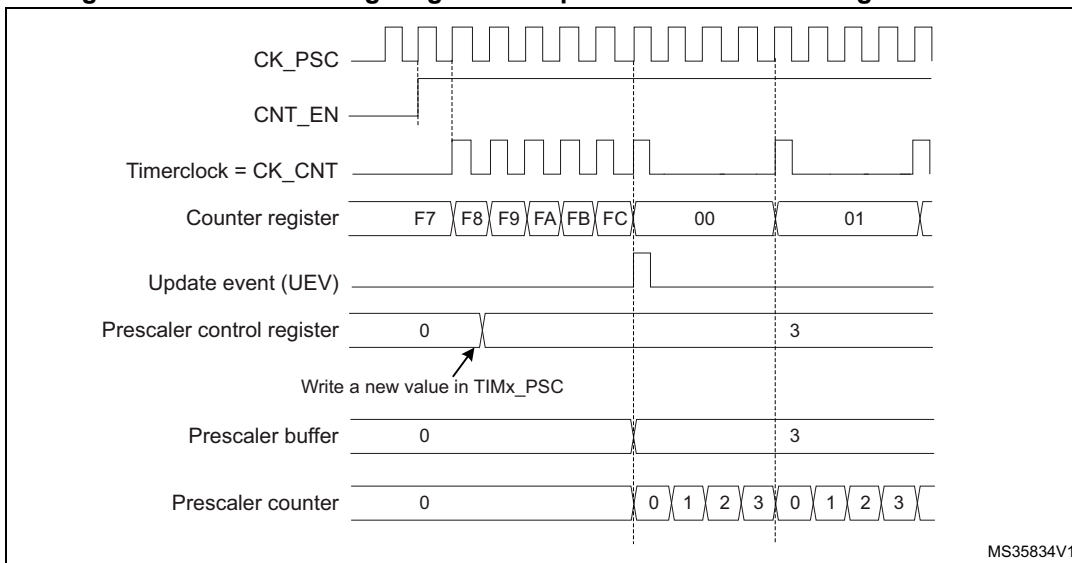 CK_PSC
CNT_EN
Timerclock = CK_CNT
Counter register F7 F8 F9 FA FB FC 00 01
Update event (UEV)
Prescaler control register 0 3
Write a new value in TIMx_PSC
Prescaler buffer 0 3
Prescaler counter 0 0 1 2 3 0 1 2 3
MS35834V1